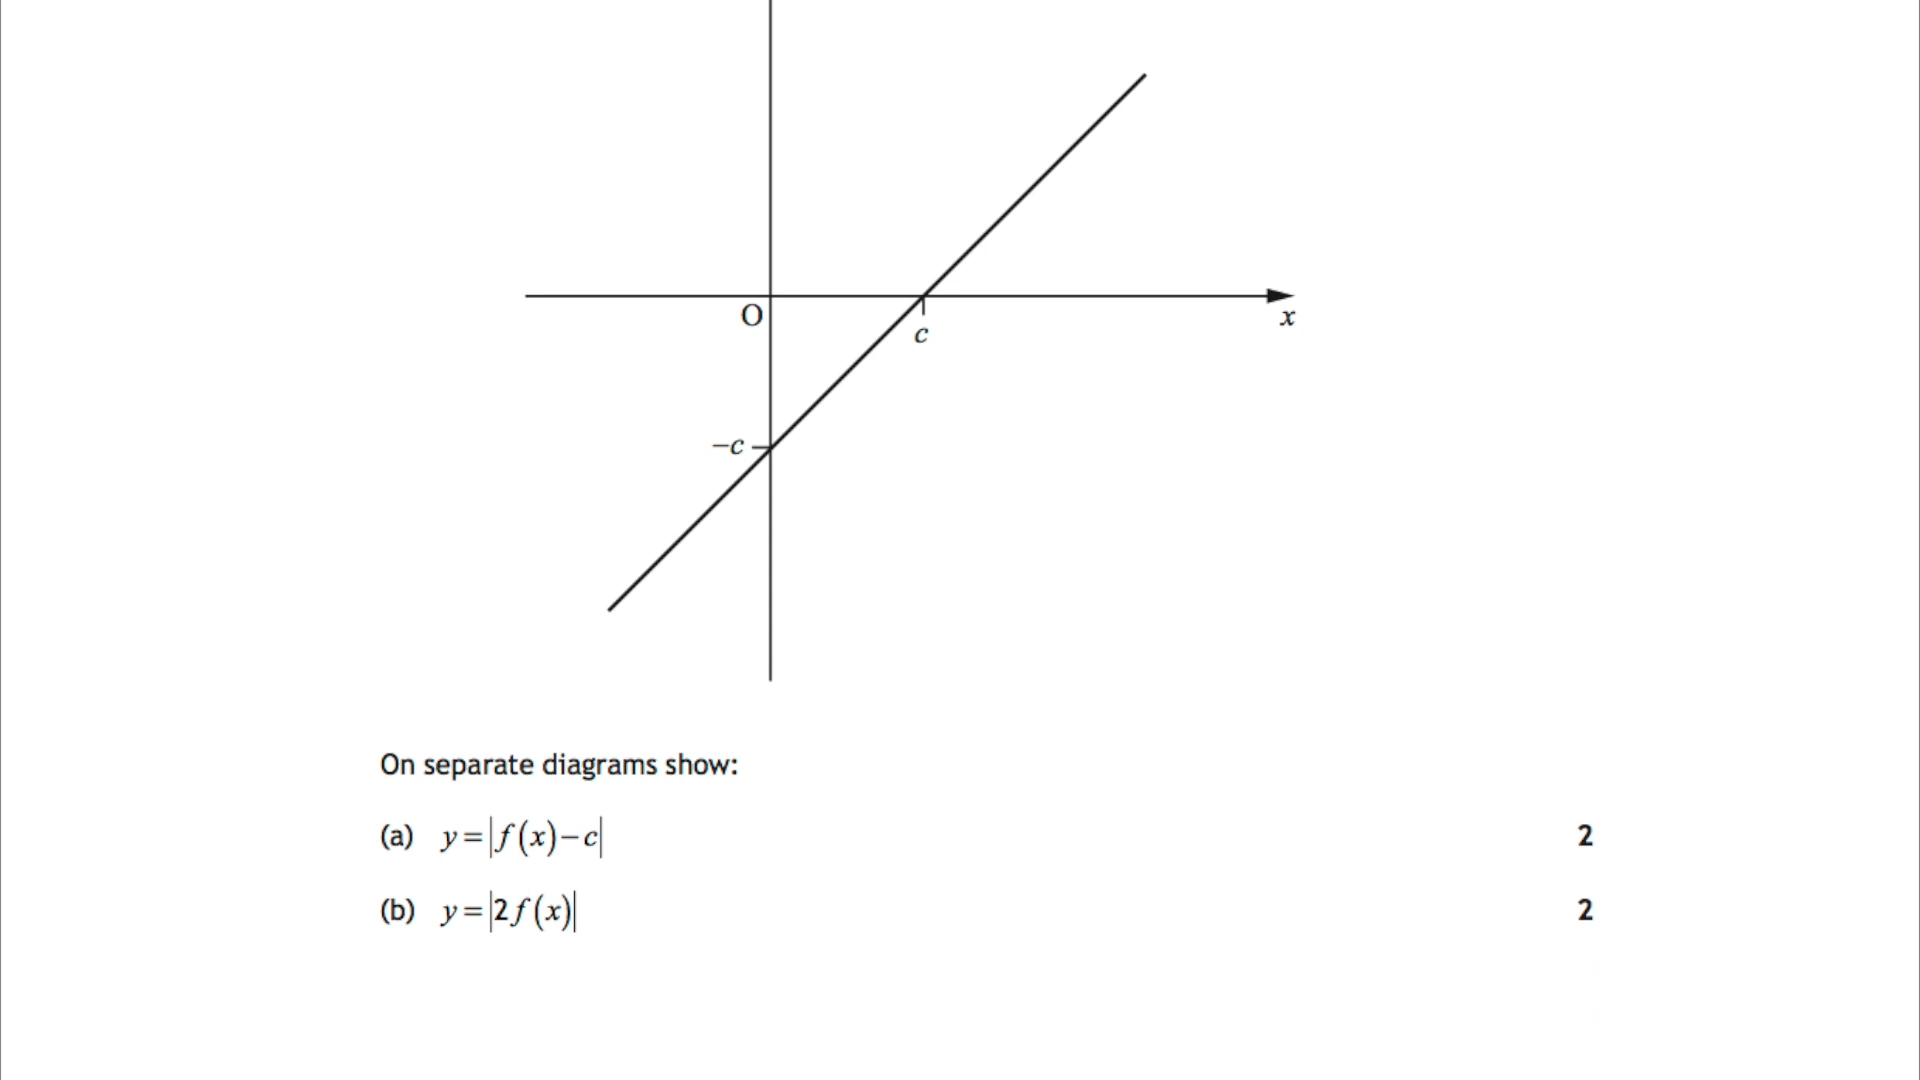 O
c
x
−c
On separate diagrams show:
(a) y=|f(x)−c| 2
(b) y=|2f(x)| 2